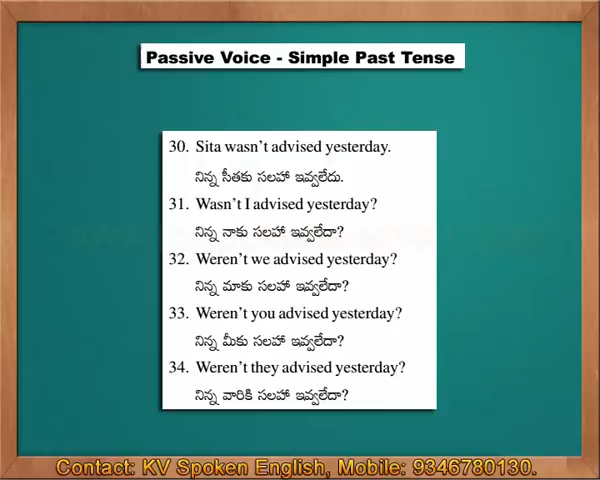 Passive Voice - Simple Past Tense
30. Sita wasn't advised yesterday.
నిన్న సీతకు సలహా ఇవ్వలేదు.
31. Wasn't I advised yesterday?
నిన్న నాకు సలహా ఇవ్వలేదా?
32. Weren't we advised yesterday?
నిన్న మాకు సలహా ఇవ్వలేదా?
33. Weren't you advised yesterday?
నిన్న మీకు సలహా ఇవ్వలేదా?
34. Weren't they advised yesterday?
నిన్న వారికి సలహా ఇవ్వలేదా?
Contact: KV Spoken English, Mobile: 9346780130.